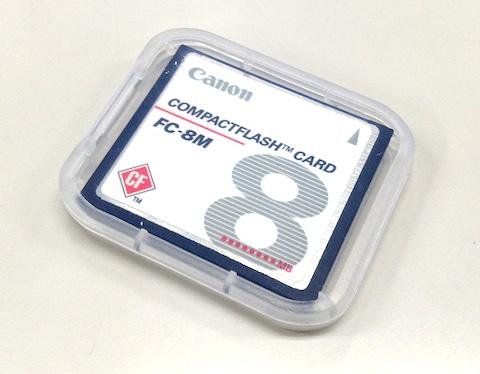 Canon
COMPACTFLASH™ CARD
FC-8M
8
MB
CF
™